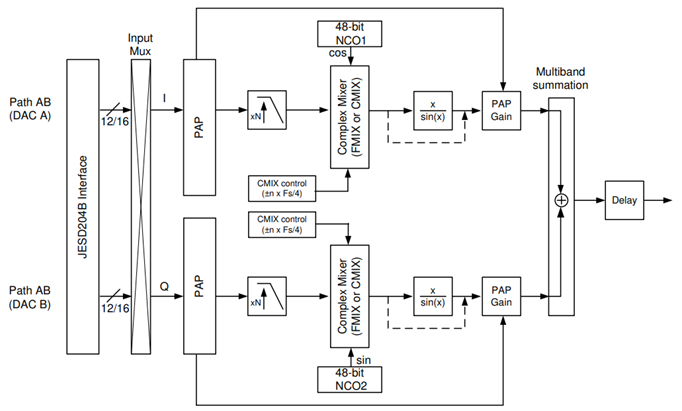 48-bit
NCO1
cos
Input
Mux
Multiband
summation
Path AB
(DAC A)
12/16
I
JESD204B Interface
PAP
xN
Complex Mixer
(FMIX or CMIX)
x
sin(x)
PAP
Gain
CMIX control
(±n x Fs/4)
Delay
CMIX control
(±n x Fs/4)
Path AB
(DAC B)
12/16
Q
PAP
xN
Complex Mixer
(FMIX or CMIX)
x
sin(x)
PAP
Gain
sin
48-bit
NCO2